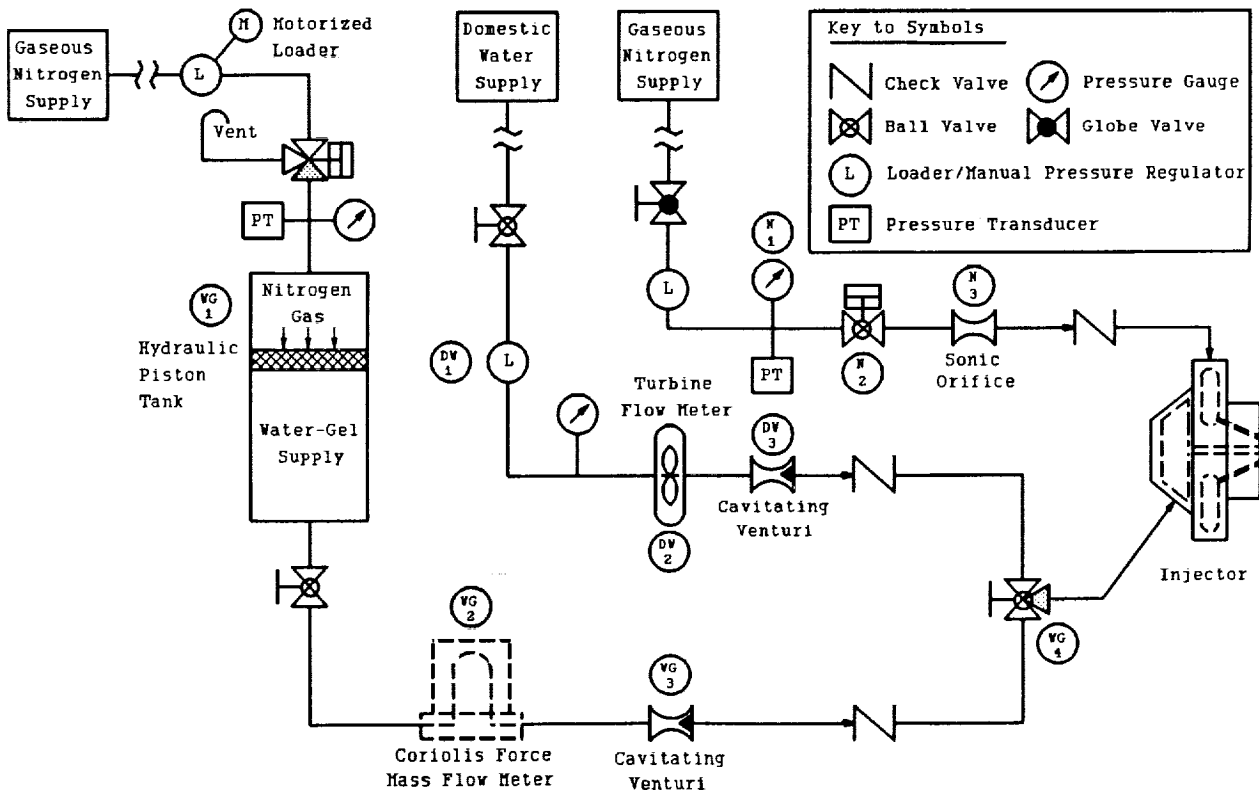 Gaseous
Nitrogen
Supply
M
Motorized
Loader
L
Vent
PT
WG
1
Nitrogen
Gas
Hydraulic
Piston
Tank
Water-Gel
Supply
Domestic
Water
Supply
DW
1
L
Turbine
Flow Meter
DW
2
DW
3
Cavitating
Venturi
Gaseous
Nitrogen
Supply
L
N
1
PT
N
2
N
3
Sonic
Orifice
Key to Symbols
Check Valve
Pressure Gauge
Ball Valve
Globe Valve
L
Loader/Manual Pressure Regulator
PT
Pressure Transducer
Injector
WG
4
WG
2
Coriolis Force
Mass Flow Meter
WG
3
Cavitating
Venturi